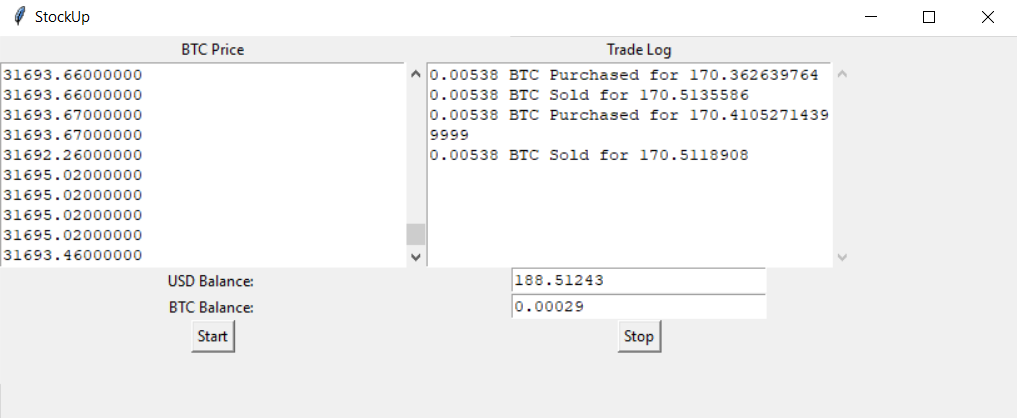 StockUp
BTC Price
31693.66000000
31693.66000000
31693.67000000
31693.67000000
31692.26000000
31695.02000000
31695.02000000
31695.02000000
31695.02000000
31693.46000000
Trade Log
0.00538 BTC Purchased for 170.362639764
0.00538 BTC Sold for 170.5135586
0.00538 BTC Purchased for 170.4105271439
9999
0.00538 BTC Sold for 170.5118908
USD Balance: 188.51243
BTC Balance: 0.00029
Start Stop